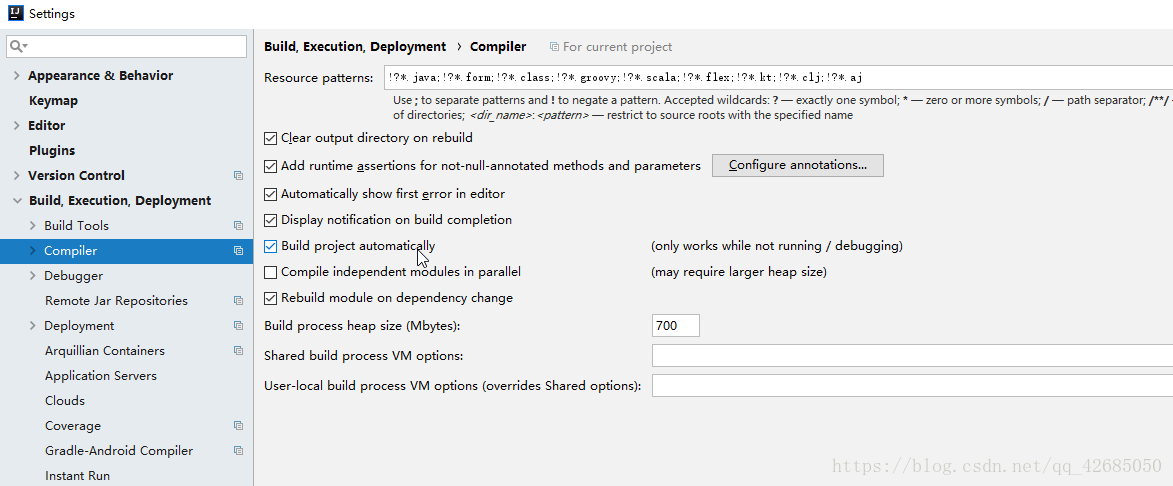 Settings
Appearance & Behavior
Keymap
Editor
Plugins
Version Control
Build, Execution, Deployment
Build Tools
Compiler
Debugger
Remote Jar Repositories
Deployment
Arquillian Containers
Application Servers
Clouds
Coverage
Gradle-Android Compiler
Instant Run
Build, Execution, Deployment › Compiler For current project
Resource patterns: !?*.java;!?*.form;!?*.class;!?*.groovy;!?*.scala;!?*.flex;!?*.kt;!?*.clj;!?*.aj
Use ; to separate patterns and ! to negate a pattern. Accepted wildcards: ? — exactly one symbol; * — zero or more symbols; / — path separator; /**/ -
of directories; <dir_name>:<pattern> — restrict to source roots with the specified name
Clear output directory on rebuild
Add runtime assertions for not-null-annotated methods and parameters Configure annotations...
Automatically show first error in editor
Display notification on build completion
Build project automatically (only works while not running / debugging)
Compile independent modules in parallel (may require larger heap size)
Rebuild module on dependency change
Build process heap size (Mbytes): 700
Shared build process VM options:
User-local build process VM options (overrides Shared options):
https://blog.csdn.net/qq_42685050